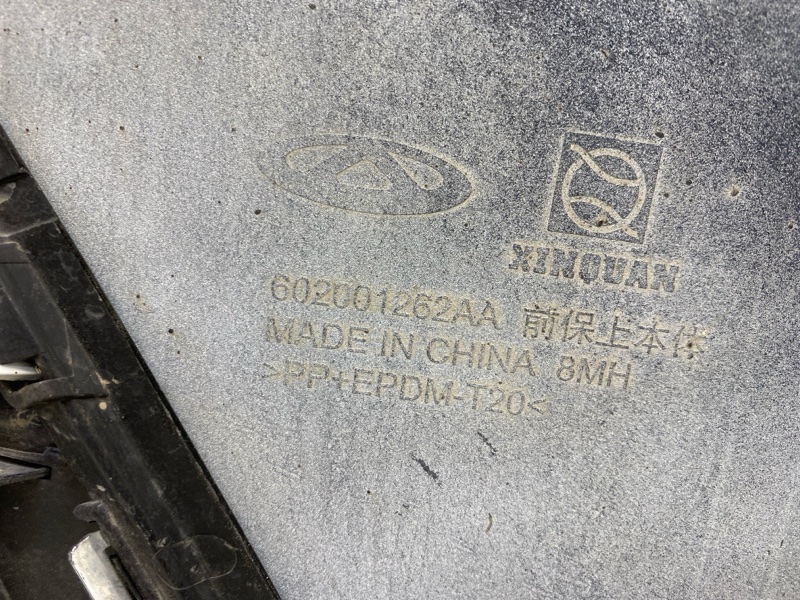 XINQUAN
602001262AA 前保上本体
MADE IN CHINA 8MH
>PP+EPDM-T20<